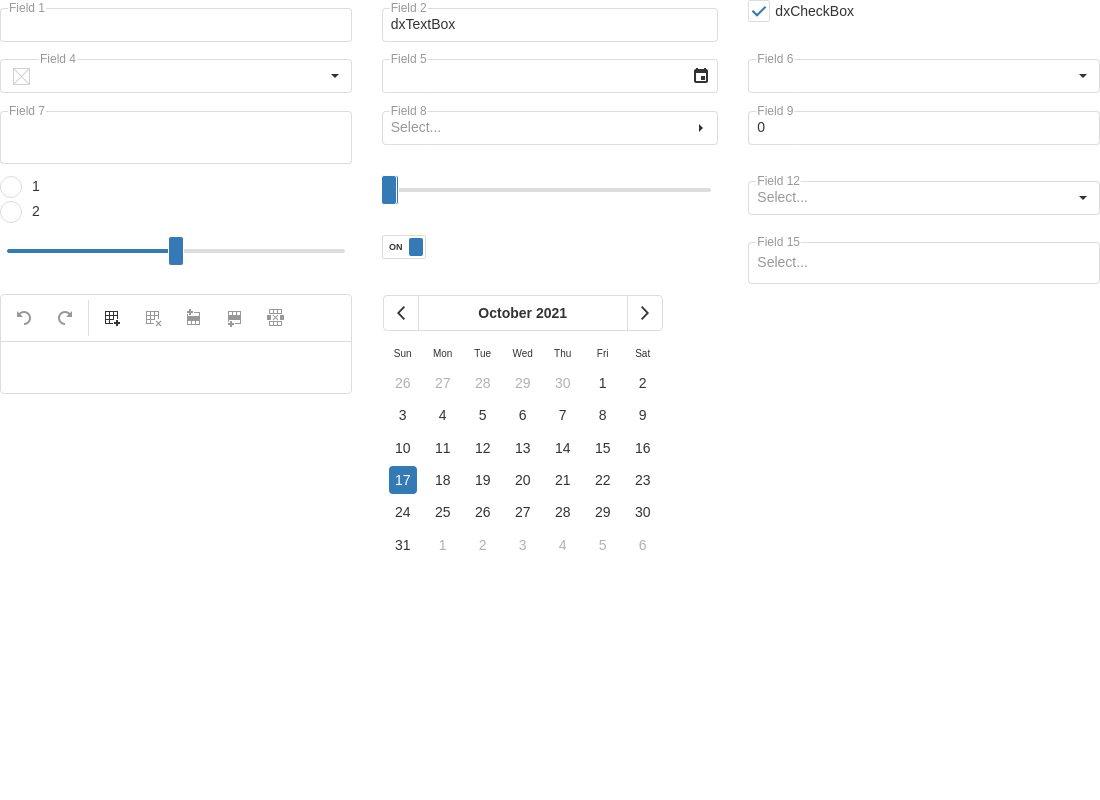 Field 1
Field 2
dxTextBox
dxCheckBox
Field 4
Field 5
Field 6
Field 7
Field 8
Select...
Field 9
0
1
2
Field 12
Select...
ON
Field 15
Select...
October 2021
Sun Mon Tue Wed Thu Fri Sat
26 27 28 29 30 1 2
3 4 5 6 7 8 9
10 11 12 13 14 15 16
17 18 19 20 21 22 23
24 25 26 27 28 29 30
31 1 2 3 4 5 6